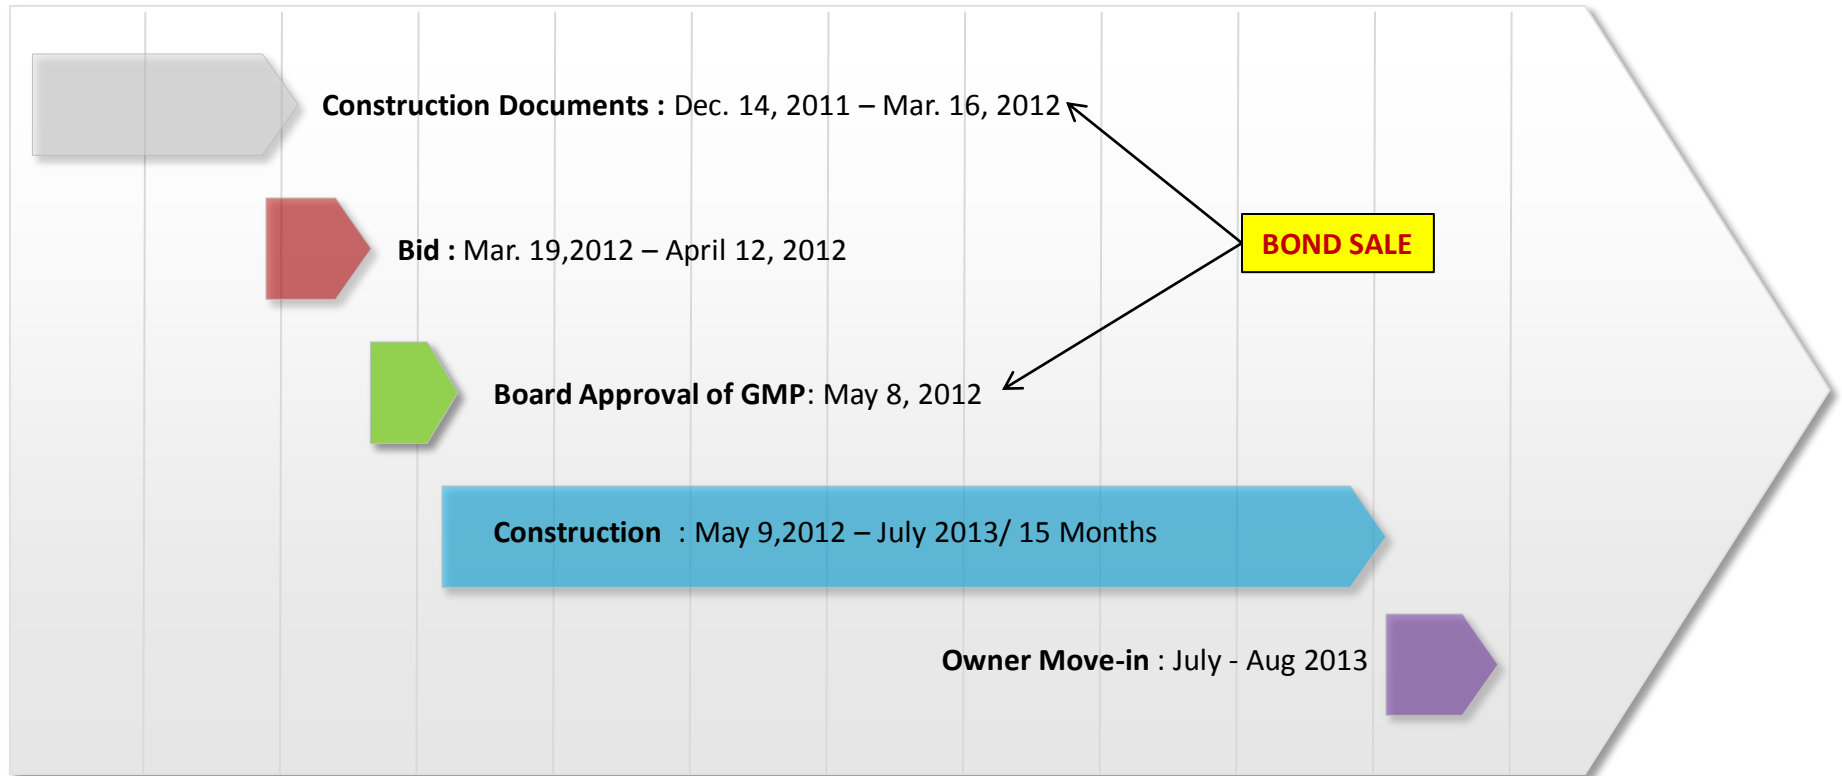 Construction Documents : Dec. 14, 2011 – Mar. 16, 2012
Bid : Mar. 19,2012 – April 12, 2012
BOND SALE
Board Approval of GMP: May 8, 2012
Construction : May 9,2012 – July 2013/ 15 Months
Owner Move-in : July - Aug 2013